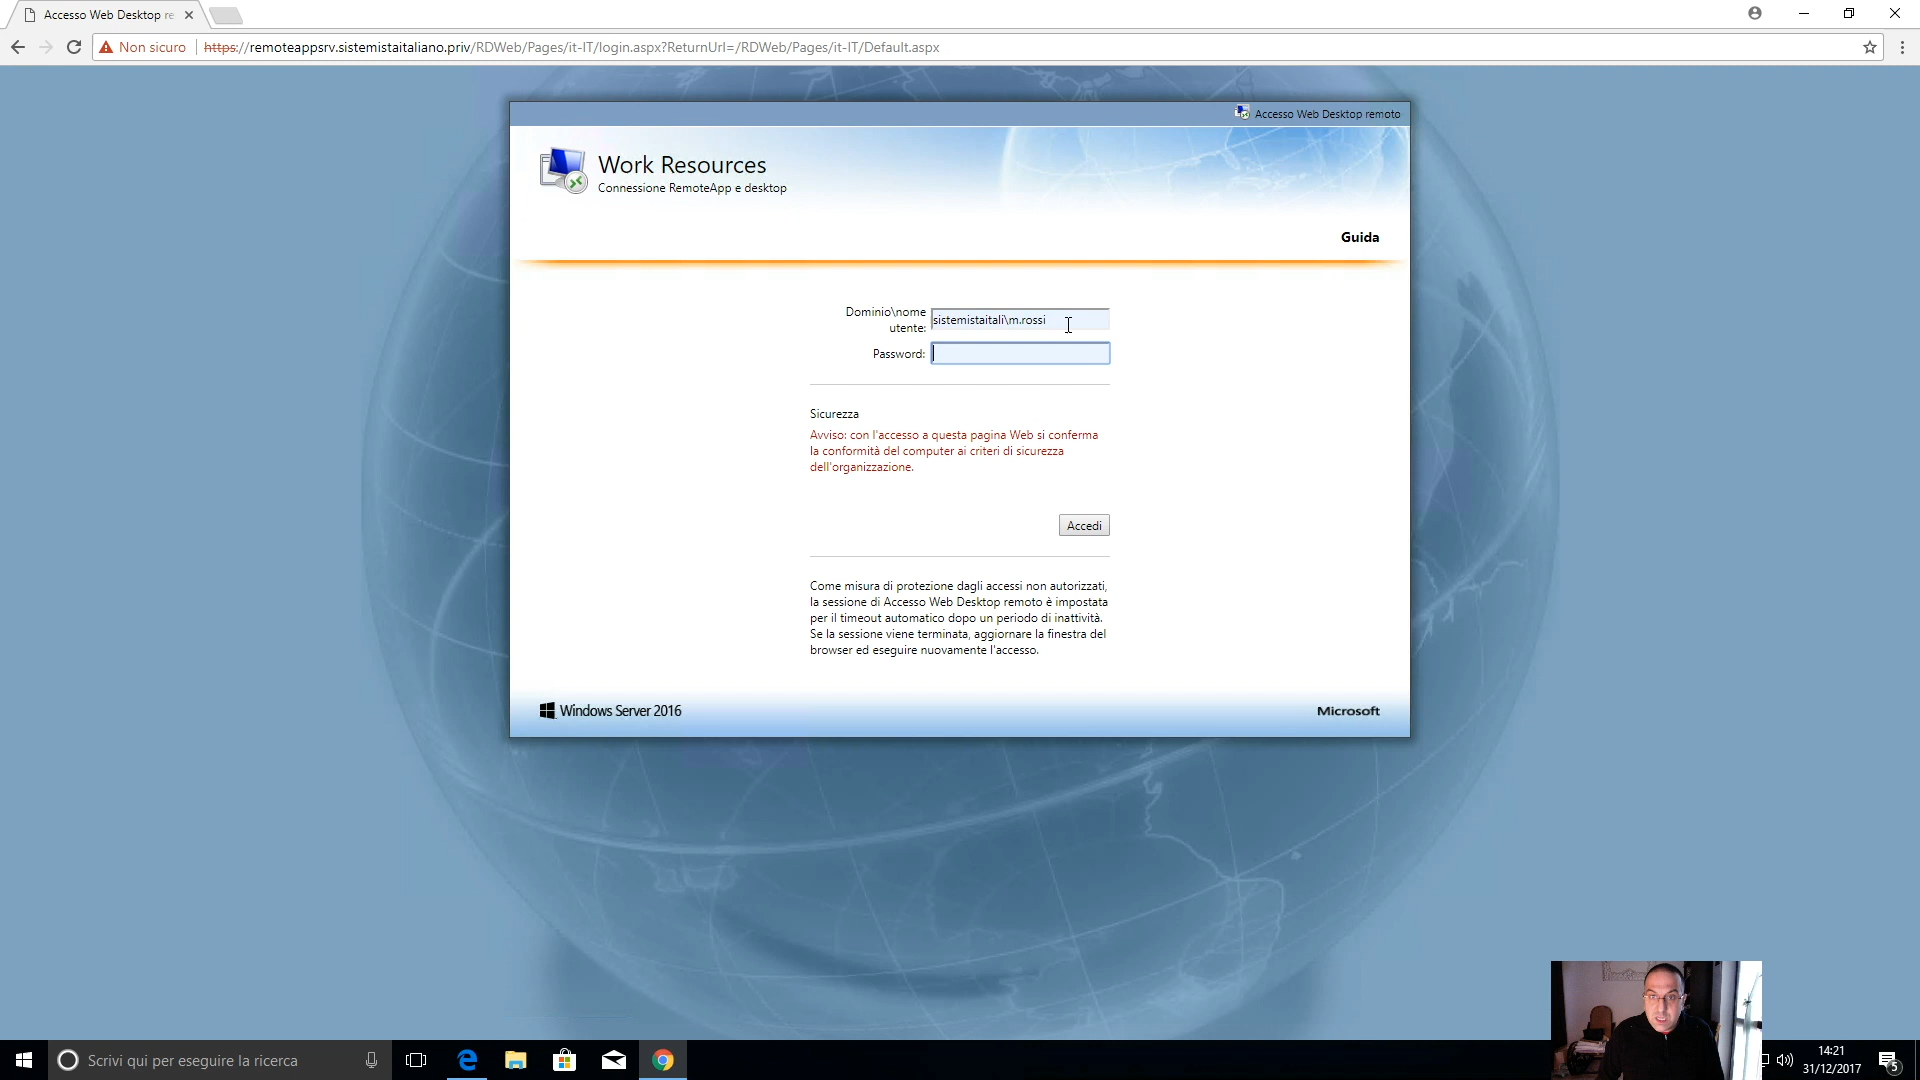 Accesso Web Desktop re
Non sicuro
https://remoteappsrv.sistemistaitaliano.priv/RDWeb/Pages/it-IT/login.aspx?ReturnUrl=/RDWeb/Pages/it-IT/Default.aspx
Accesso Web Desktop remoto
Work Resources
Connessione RemoteApp e desktop
Guida
Dominio\nome
utente:
sistemistaitali\m.rossi
Password:
Sicurezza
Avviso: con l'accesso a questa pagina Web si conferma
la conformità del computer ai criteri di sicurezza
dell'organizzazione.
Accedi
Come misura di protezione dagli accessi non autorizzati,
la sessione di Accesso Web Desktop remoto è impostata
per il timeout automatico dopo un periodo di inattività.
Se la sessione viene terminata, aggiornare la finestra del
browser ed eseguire nuovamente l'accesso.
Windows Server 2016
Microsoft
Scrivi qui per eseguire la ricerca
14:21
31/12/2017
5